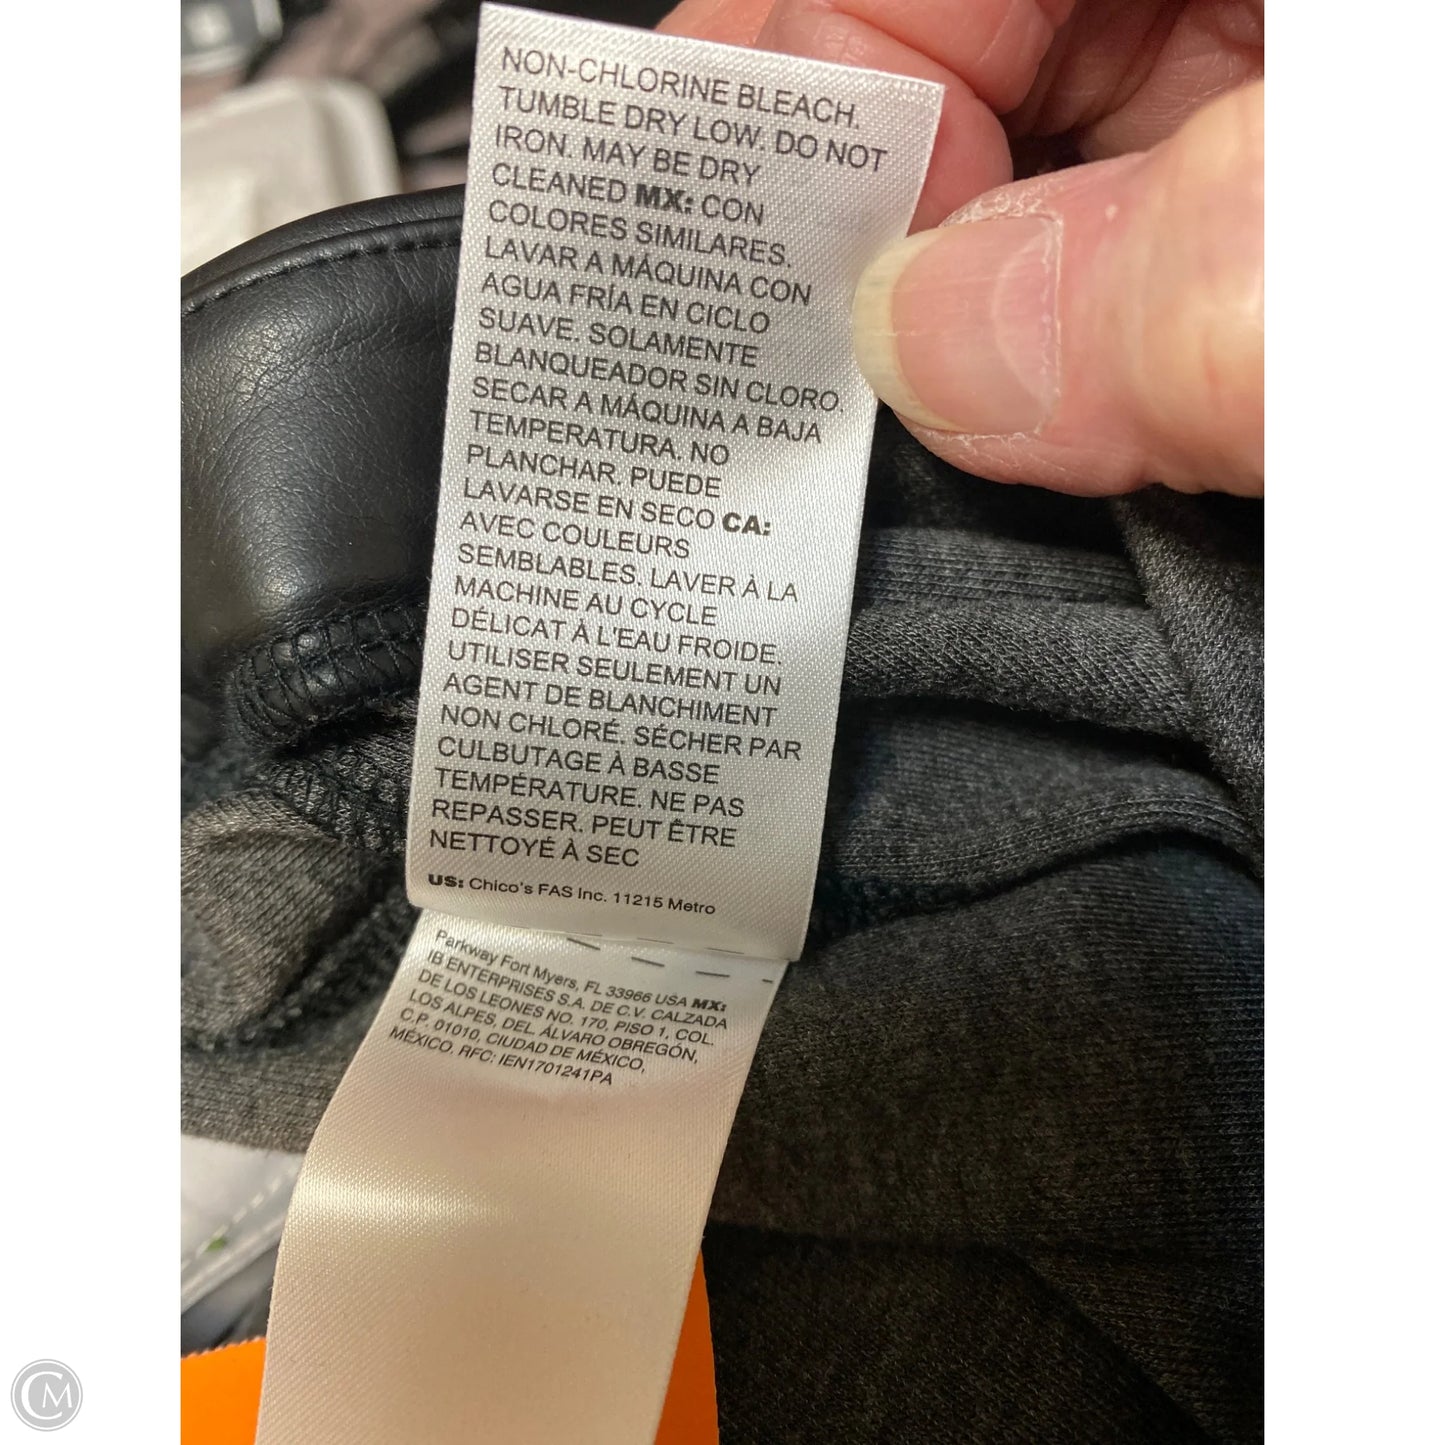 NON-CHLORINE BLEACH.
TUMBLE DRY LOW. DO NOT
IRON. MAY BE DRY
CLEANED MX: CON
COLORES SIMILARES.
LAVAR A MÁQUINA CON
AGUA FRÍA EN CICLO
SUAVE. SOLAMENTE
BLANQUEADOR SIN CLORO.
SECAR A MÁQUINA A BAJA
TEMPERATURA. NO
PLANCHAR. PUEDE
LAVARSE EN SECO CA:
AVEC COULEURS
SEMBLABLES. LAVER À LA
MACHINE AU CYCLE
DÉLICAT À L'EAU FROIDE.
UTILISER SEULEMENT UN
AGENT DE BLANCHIMENT
NON CHLORÉ. SÉCHER PAR
CULBUTAGE À BASSE
TEMPÉRATURE. NE PAS
REPASSER. PEUT ÊTRE
NETTOYÉ À SEC
US: Chico's FAS Inc. 11215 Metro
Parkway Fort Myers, FL 33966 USA MX:
IB ENTERPRISES S.A. DE C.V. CALZADA
DE LOS LEONES NO. 170, PISO 1, COL.
LOS ALPES, DEL. ÁLVARO OBREGÓN,
C.P. 01010, CIUDAD DE MÉXICO,
MÉXICO. RFC: IEN1701241PA
CM